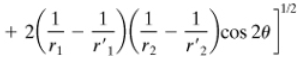 + 2(1/r₁ − 1/r'₁)(1/r₂ − 1/r'₂)cos 2θ]^{1/2}